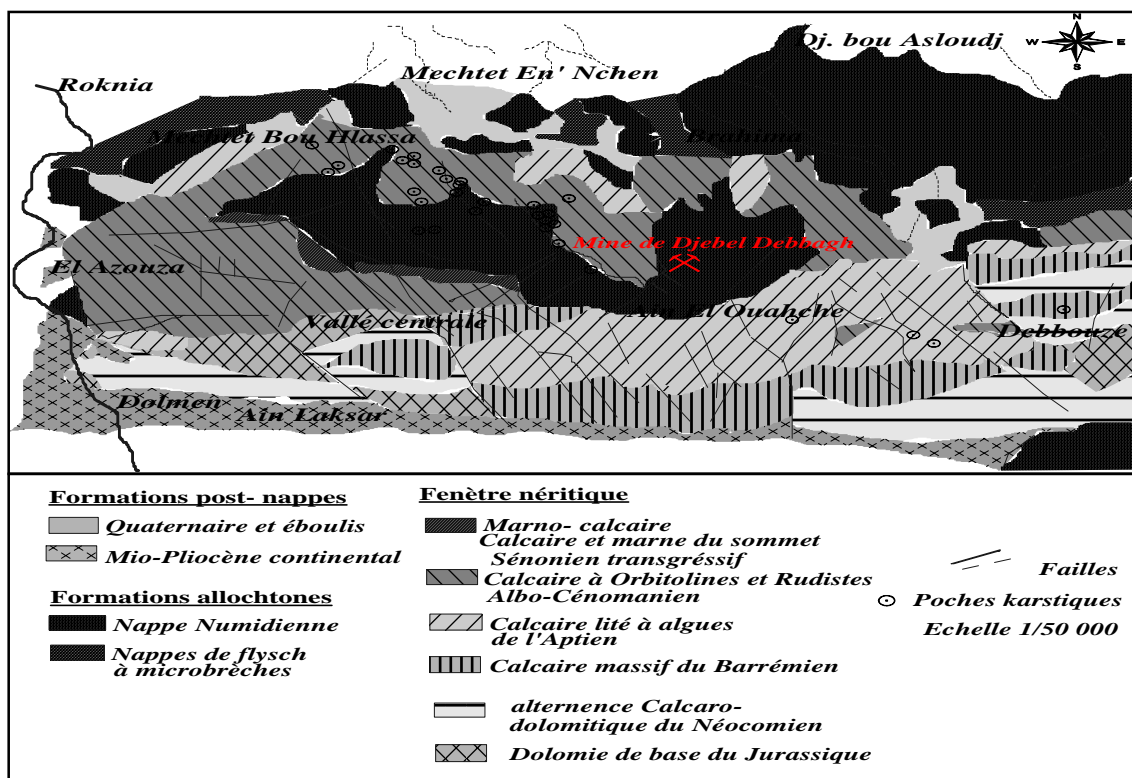 Dj. bou Asloudj
N
W E
S
Roknia
Mechtet En' Nchen
Mechtet Bou Hlassa
Brahima
Mine de Djebel Debbagh
El Azouza
Vallé centrale
Ain El Ouahche
Debbouze
Dolmen
Ain Laksar
Formations post- nappes
Quaternaire et éboulis
Mio-Pliocène continental
Formations allochtones
Nappe Numidienne
Nappes de flysch
à microbrèches
Fenètre néritique
Marno- calcaire
Calcaire et marne du sommet
Sénonien transgréssif
Calcaire à Orbitolines et Rudistes
Albo-Cénomanien
Calcaire lité à algues
de l'Aptien
Calcaire massif du Barrémien
alternence Calcaro-
dolomitique du Néocomien
Dolomie de base du Jurassique
Failles
Poches karstiques
Echelle 1/50 000